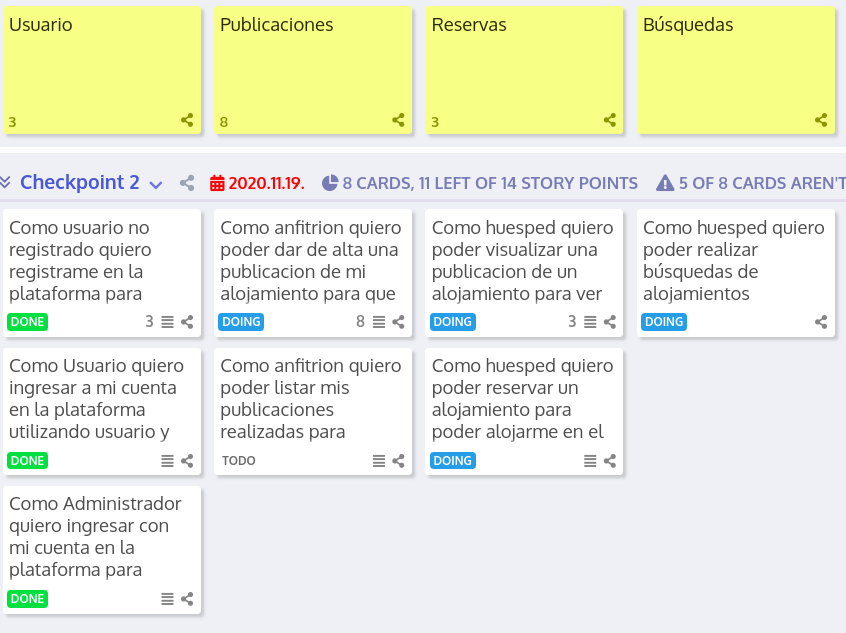 Usuario
3
Publicaciones
8
Reservas
3
Búsquedas
Checkpoint 2
2020.11.19.
8 CARDS, 11 LEFT OF 14 STORY POINTS
5 OF 8 CARDS AREN'T
Como usuario no
registrado quiero
registrame en la
plataforma para
DONE
3
Como anfitrion quiero
poder dar de alta una
publicacion de mi
alojamiento para que
DOING
8
Como huesped quiero
poder visualizar una
publicacion de un
alojamiento para ver
DOING
3
Como huesped quiero
poder realizar
búsquedas de
alojamientos
DOING
Como Usuario quiero
ingresar a mi cuenta
en la plataforma
utilizando usuario y
DONE
Como anfitrion quiero
poder listar mis
publicaciones
realizadas para
TODO
Como huesped quiero
poder reservar un
alojamiento para
poder alojarme en el
DOING
Como Administrador
quiero ingresar con
mi cuenta en la
plataforma para
DONE